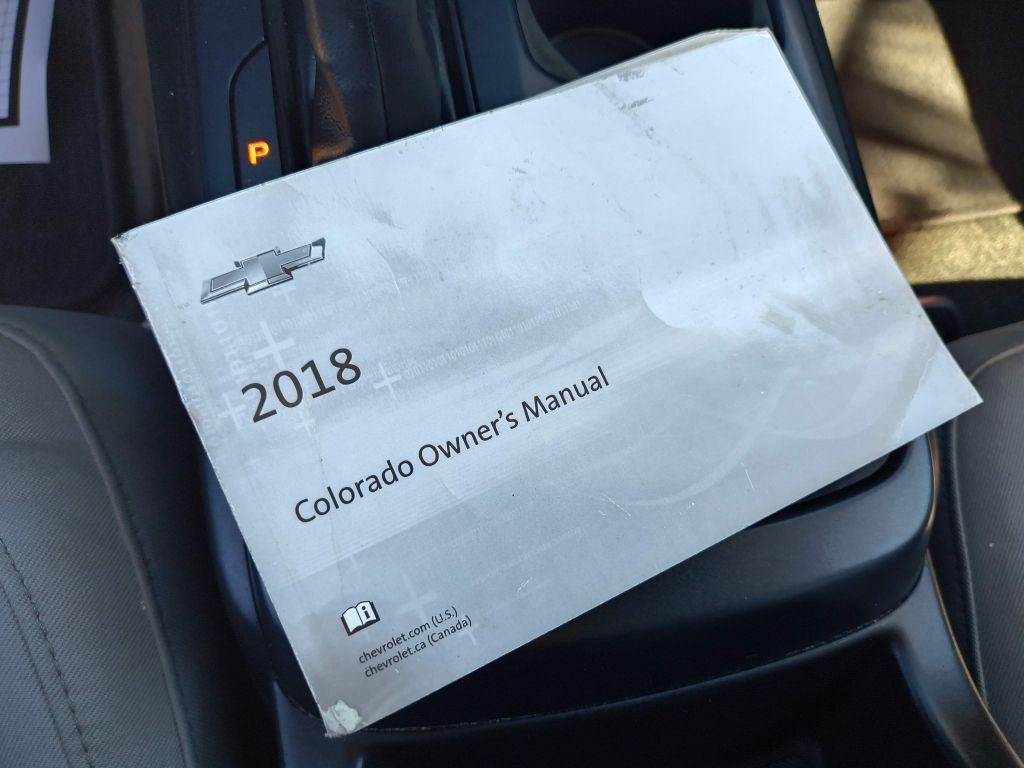 P
2018
Colorado Owner's Manual
i
chevrolet.com (U.S.)
chevrolet.ca (Canada)